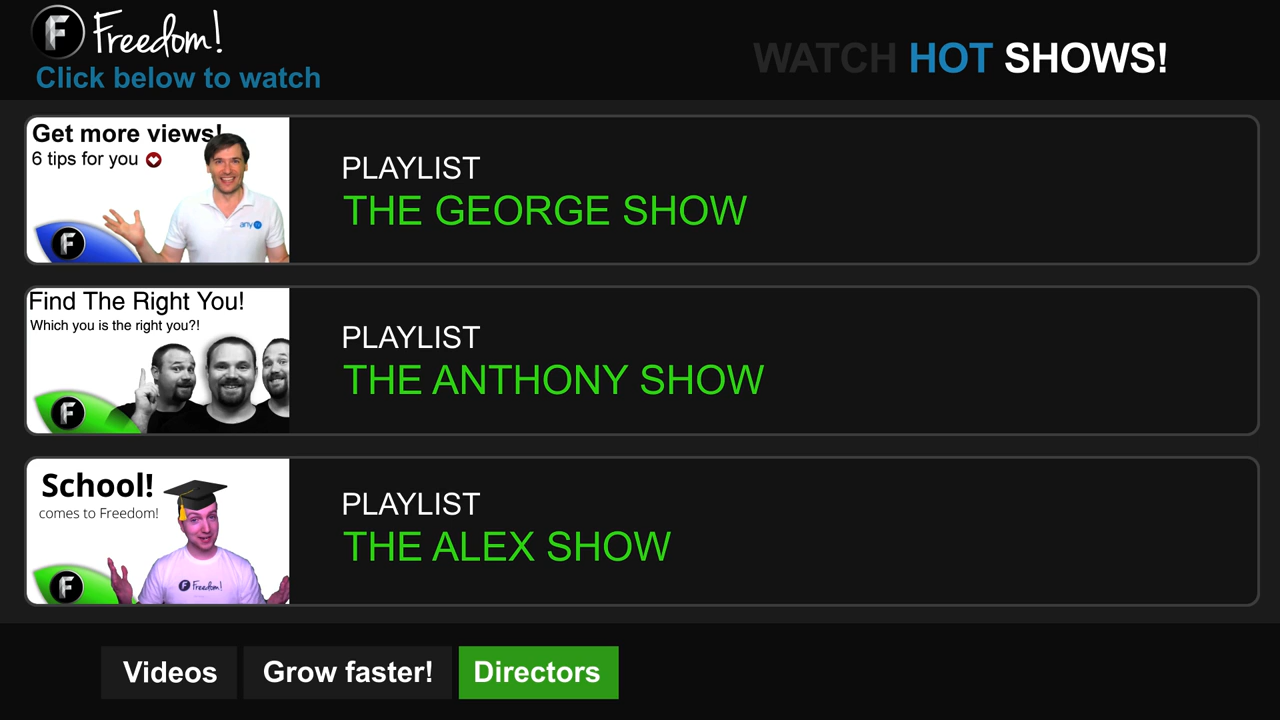 F Freedom!
Click below to watch
WATCH HOT SHOWS!
Get more views!
6 tips for you
any
F
PLAYLIST
THE GEORGE SHOW
Find The Right You!
Which you is the right you?!
F
PLAYLIST
THE ANTHONY SHOW
School!
comes to Freedom!
F Freedom!
F
PLAYLIST
THE ALEX SHOW
Videos
Grow faster!
Directors